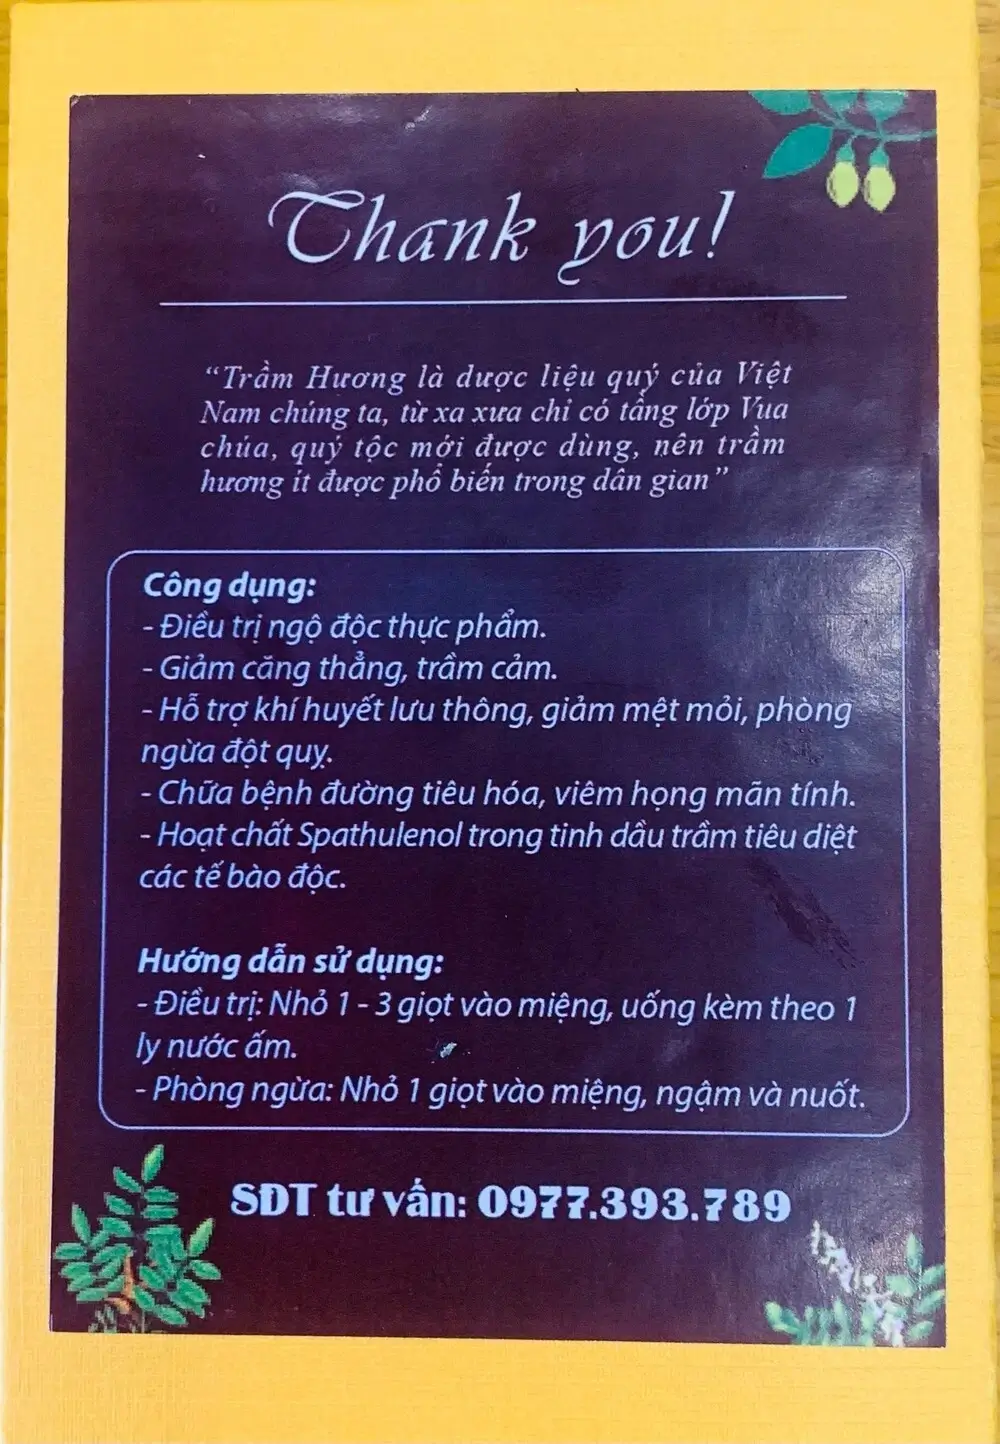 Thank you!
“Trầm Hương là dược liệu quý của Việt
Nam chúng ta, từ xa xưa chỉ có tầng lớp Vua
chúa, quý tộc mới được dùng, nên trầm
hương ít được phổ biến trong dân gian”
Công dụng:
- Điều trị ngộ độc thực phẩm.
- Giảm căng thẳng, trầm cảm.
- Hỗ trợ khí huyết lưu thông, giảm mệt mỏi, phòng
ngừa đột quỵ.
- Chữa bệnh đường tiêu hóa, viêm họng mãn tính.
- Hoạt chất Spathulenol trong tinh dầu trầm tiêu diệt
các tế bào độc.
Hướng dẫn sử dụng:
- Điều trị: Nhỏ 1 - 3 giọt vào miệng, uống kèm theo 1
ly nước ấm.
- Phòng ngừa: Nhỏ 1 giọt vào miệng, ngậm và nuốt.
SĐT tư vấn: 0977.393.789